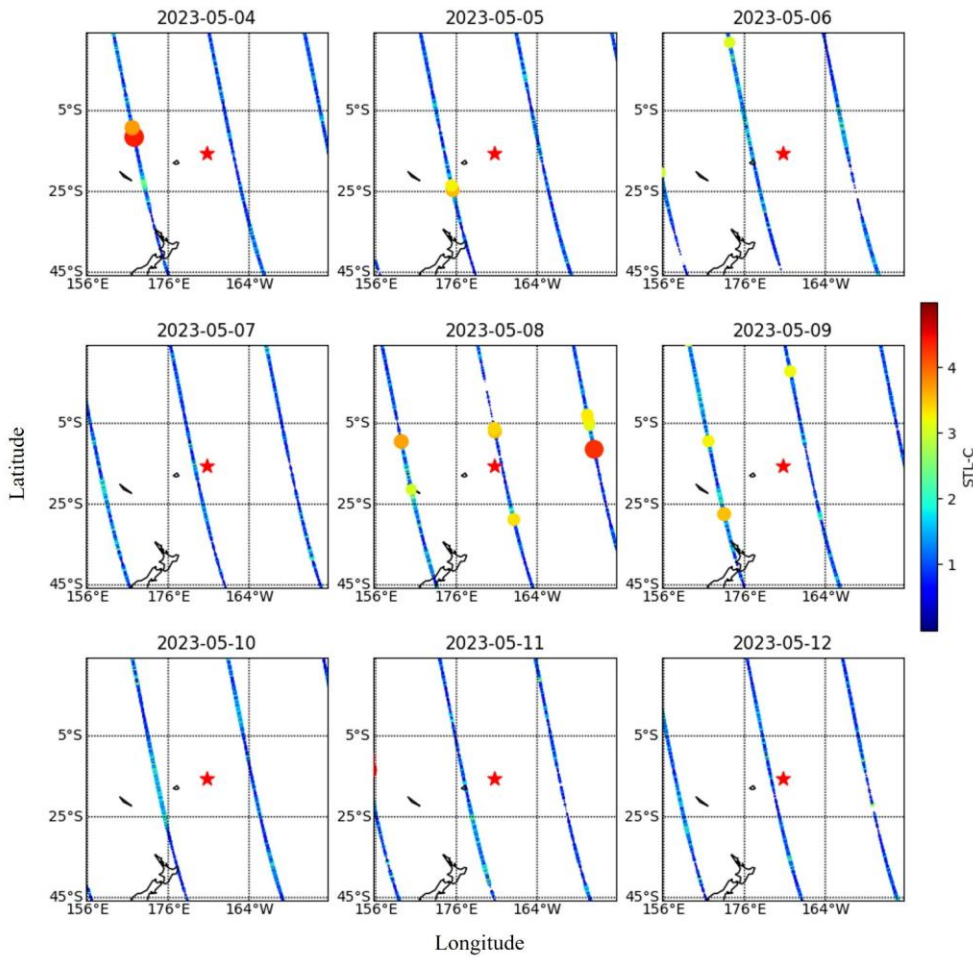 2023-05-04 2023-05-05 2023-05-06
5°S 5°S 5°S
25°S 25°S 25°S
45°S 45°S 45°S
156°E 176°E 164°W 156°E 176°E 164°W 156°E 176°E 164°W
2023-05-07 2023-05-08 2023-05-09
5°S 5°S 5°S
25°S 25°S 25°S
45°S 45°S 45°S
156°E 176°E 164°W 156°E 176°E 164°W 156°E 176°E 164°W
2023-05-10 2023-05-11 2023-05-12
5°S 5°S 5°S
25°S 25°S 25°S
45°S 45°S 45°S
156°E 176°E 164°W 156°E 176°E 164°W 156°E 176°E 164°W
Latitude
Longitude
4
3
2
1
STL-C